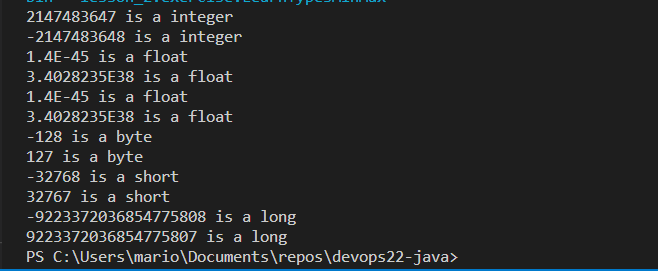 2147483647 is a integer
-2147483648 is a integer
1.4E-45 is a float
3.4028235E38 is a float
1.4E-45 is a float
3.4028235E38 is a float
-128 is a byte
127 is a byte
-32768 is a short
32767 is a short
-9223372036854775808 is a long
9223372036854775807 is a long
PS C:\Users\mario\Documents\repos\devops22-java>